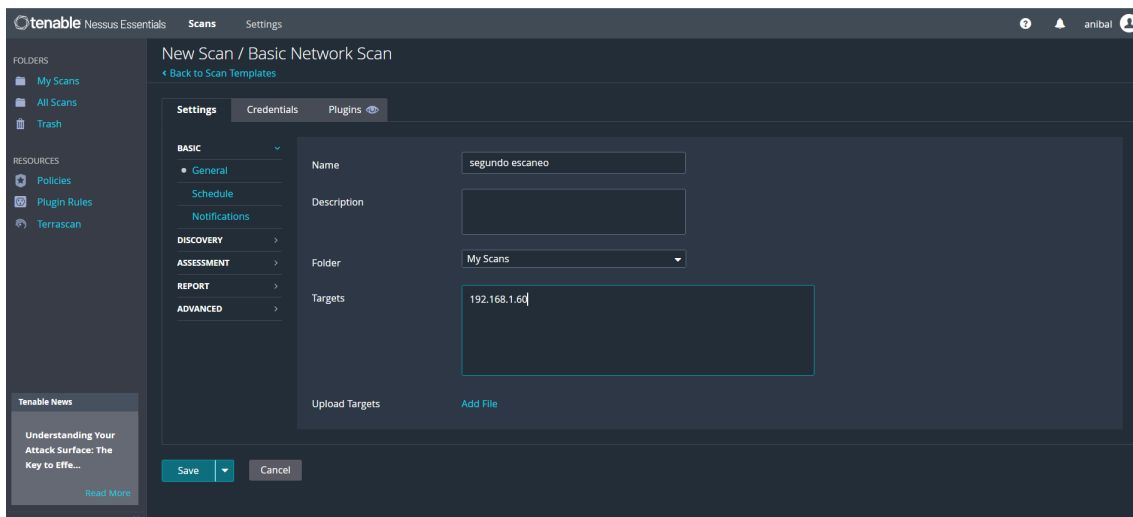 tenable Nessus Essentials Scans Settings anibal
FOLDERS
My Scans
All Scans
Trash
RESOURCES
Policies
Plugin Rules
Terrascan
Tenable News
Understanding Your
Attack Surface: The
Key to Effe...
Read More
New Scan / Basic Network Scan
Back to Scan Templates
Settings Credentials Plugins
BASIC
General
Schedule
Notifications
DISCOVERY
ASSESSMENT
REPORT
ADVANCED
Name segundo escaneo
Description
Folder My Scans
Targets 192.168.1.60
Upload Targets Add File
Save Cancel